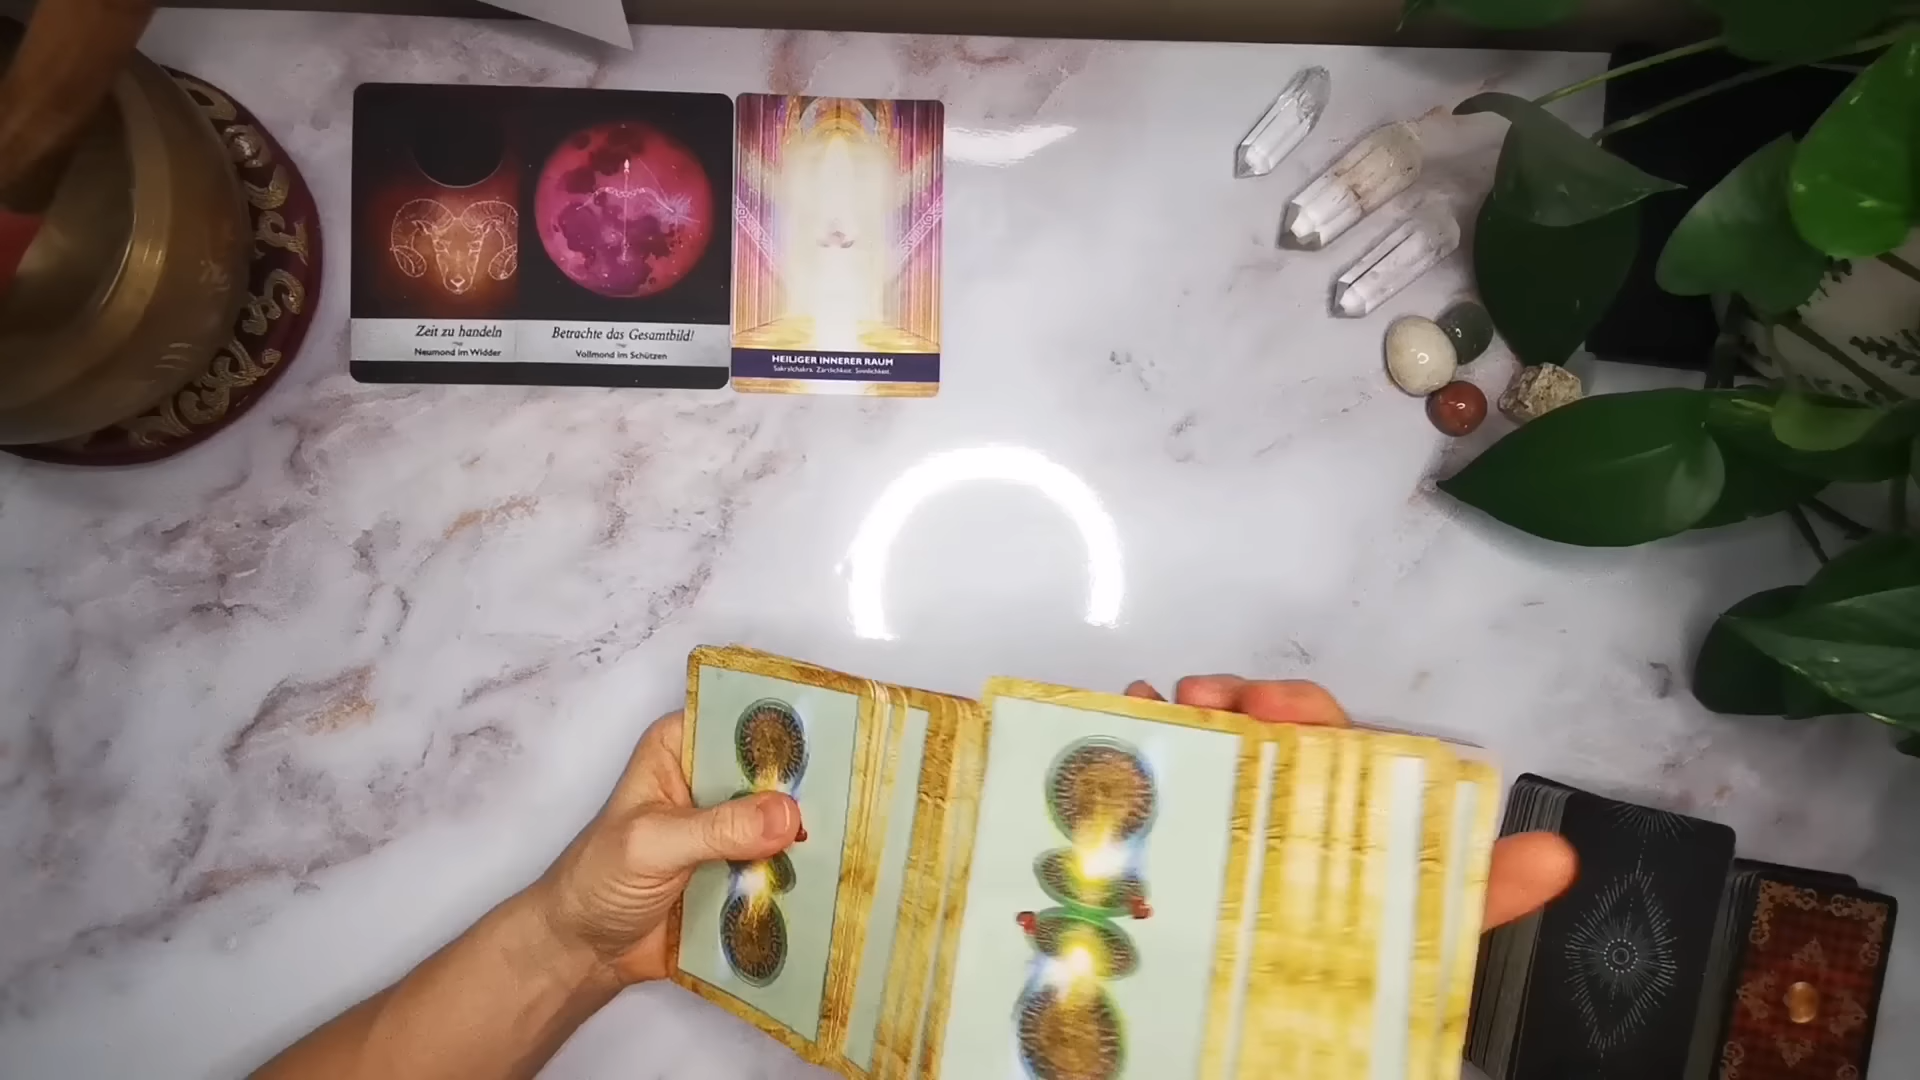 Zeit zu handeln
Neumond im Widder
Betrachte das Gesamtbild!
Vollmond im Schützen
HEILIGER INNERER RAUM
Sakralchakra. Zärtlichkeit. Sinnlichkeit.